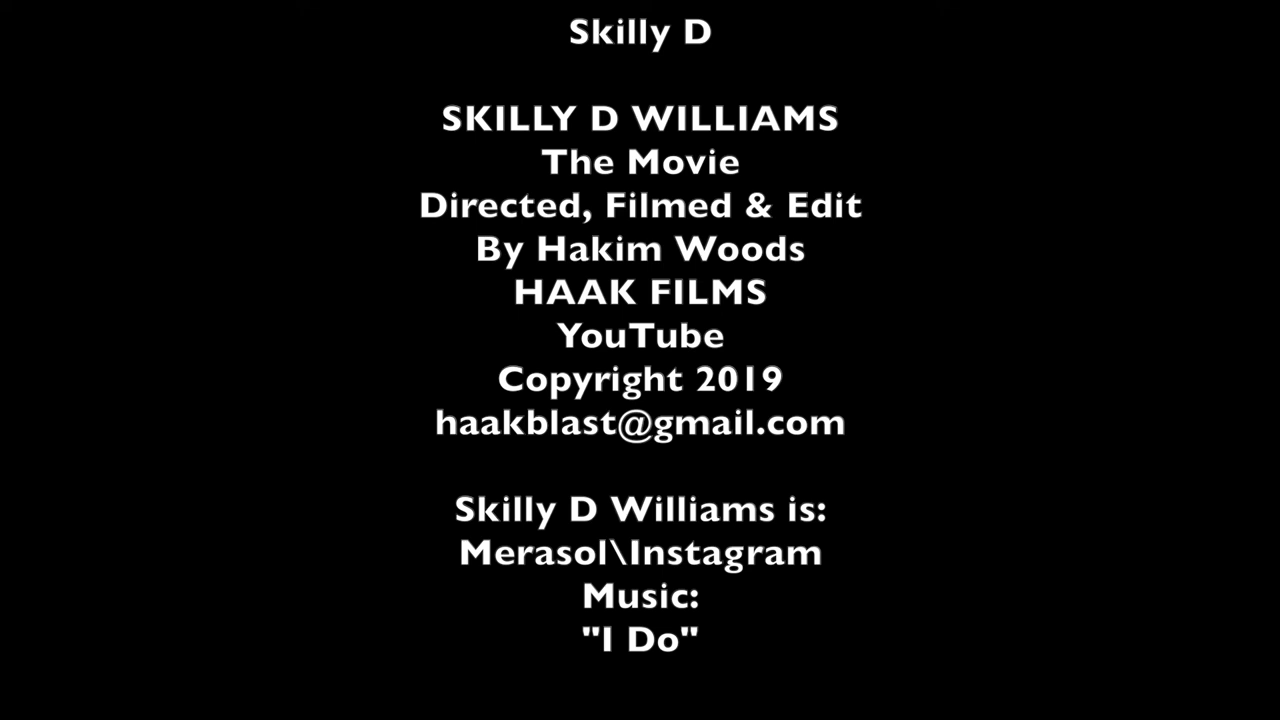 Skilly D
SKILLY D WILLIAMS
The Movie
Directed, Filmed & Edit
By Hakim Woods
HAAK FILMS
YouTube
Copyright 2019
haakblast@gmail.com
Skilly D Williams is:
Merasol\Instagram
Music:
"I Do"